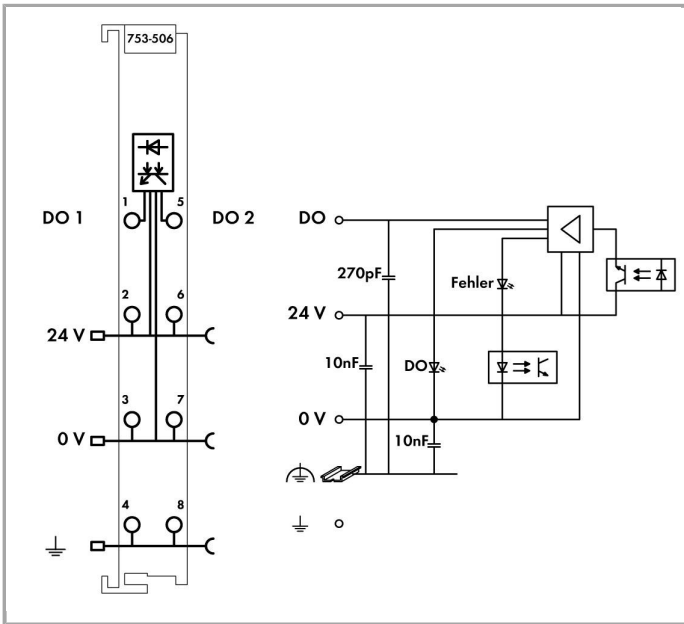 753-506
1 5
DO 1 DO 2
2 6
24 V
3 7
0 V
4 8
DO
270pF
Fehler
24 V
10nF
DO
0 V
10nF